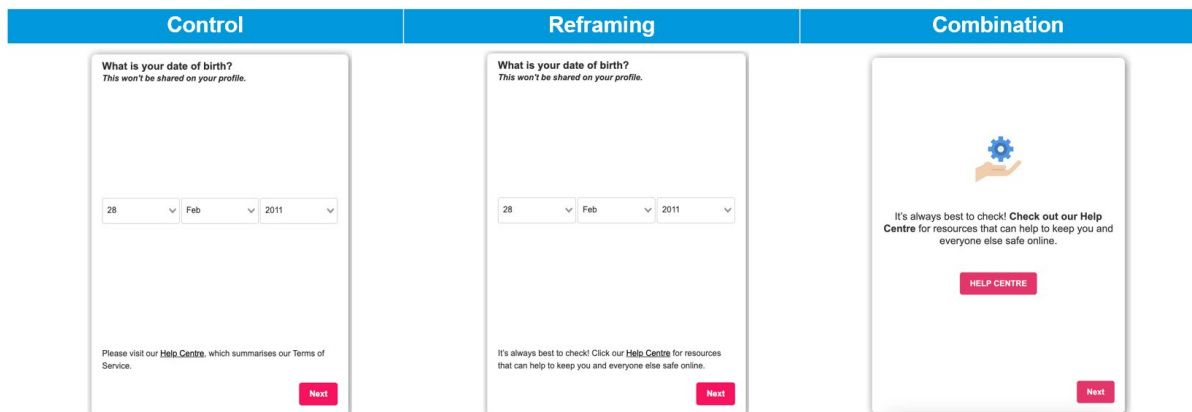 Control
Reframing
Combination
What is your date of birth?
This won't be shared on your profile.
28
Feb
2011
Please visit our Help Centre, which summarises our Terms of
Service.
Next
What is your date of birth?
This won't be shared on your profile.
28
Feb
2011
It's always best to check! Click our Help Centre for resources
that can help to keep you and everyone else safe online.
Next
It's always best to check! Check out our Help
Centre for resources that can help to keep you and
everyone else safe online.
HELP CENTRE
Next